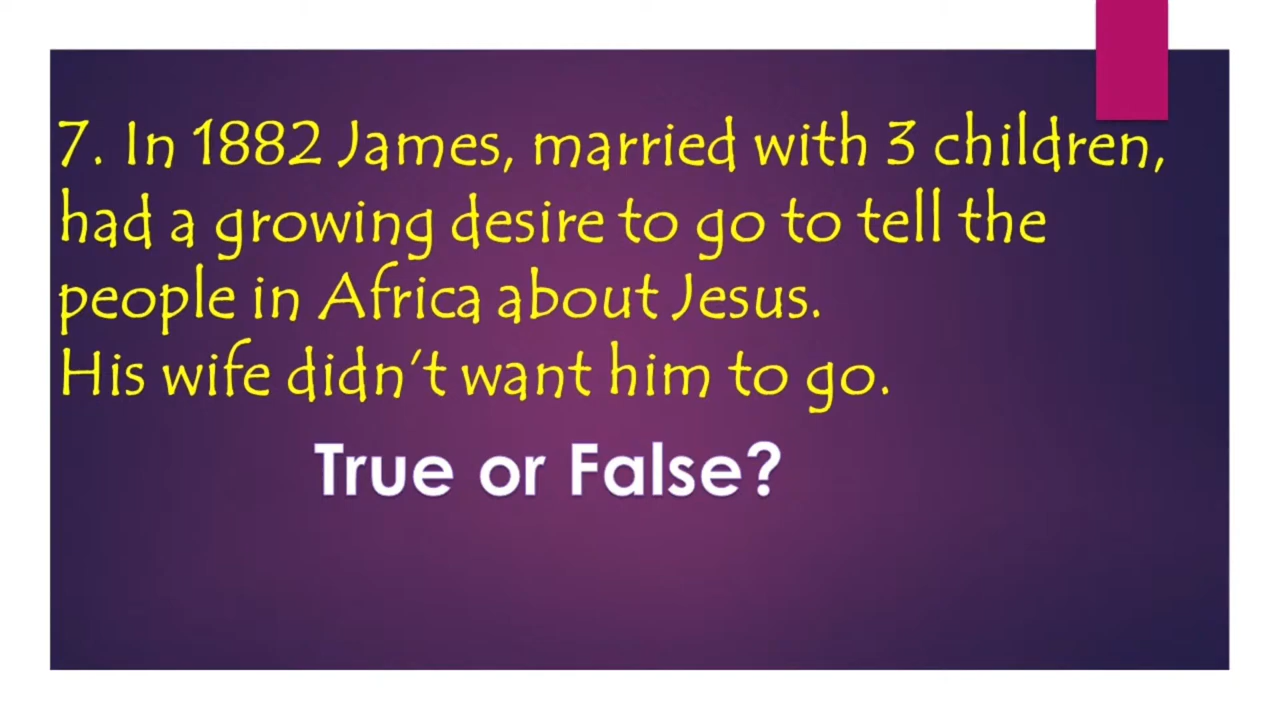 7. In 1882 James, married with 3 children,
had a growing desire to go to tell the
people in Africa about Jesus.
His wife didn't want him to go.
True or False?